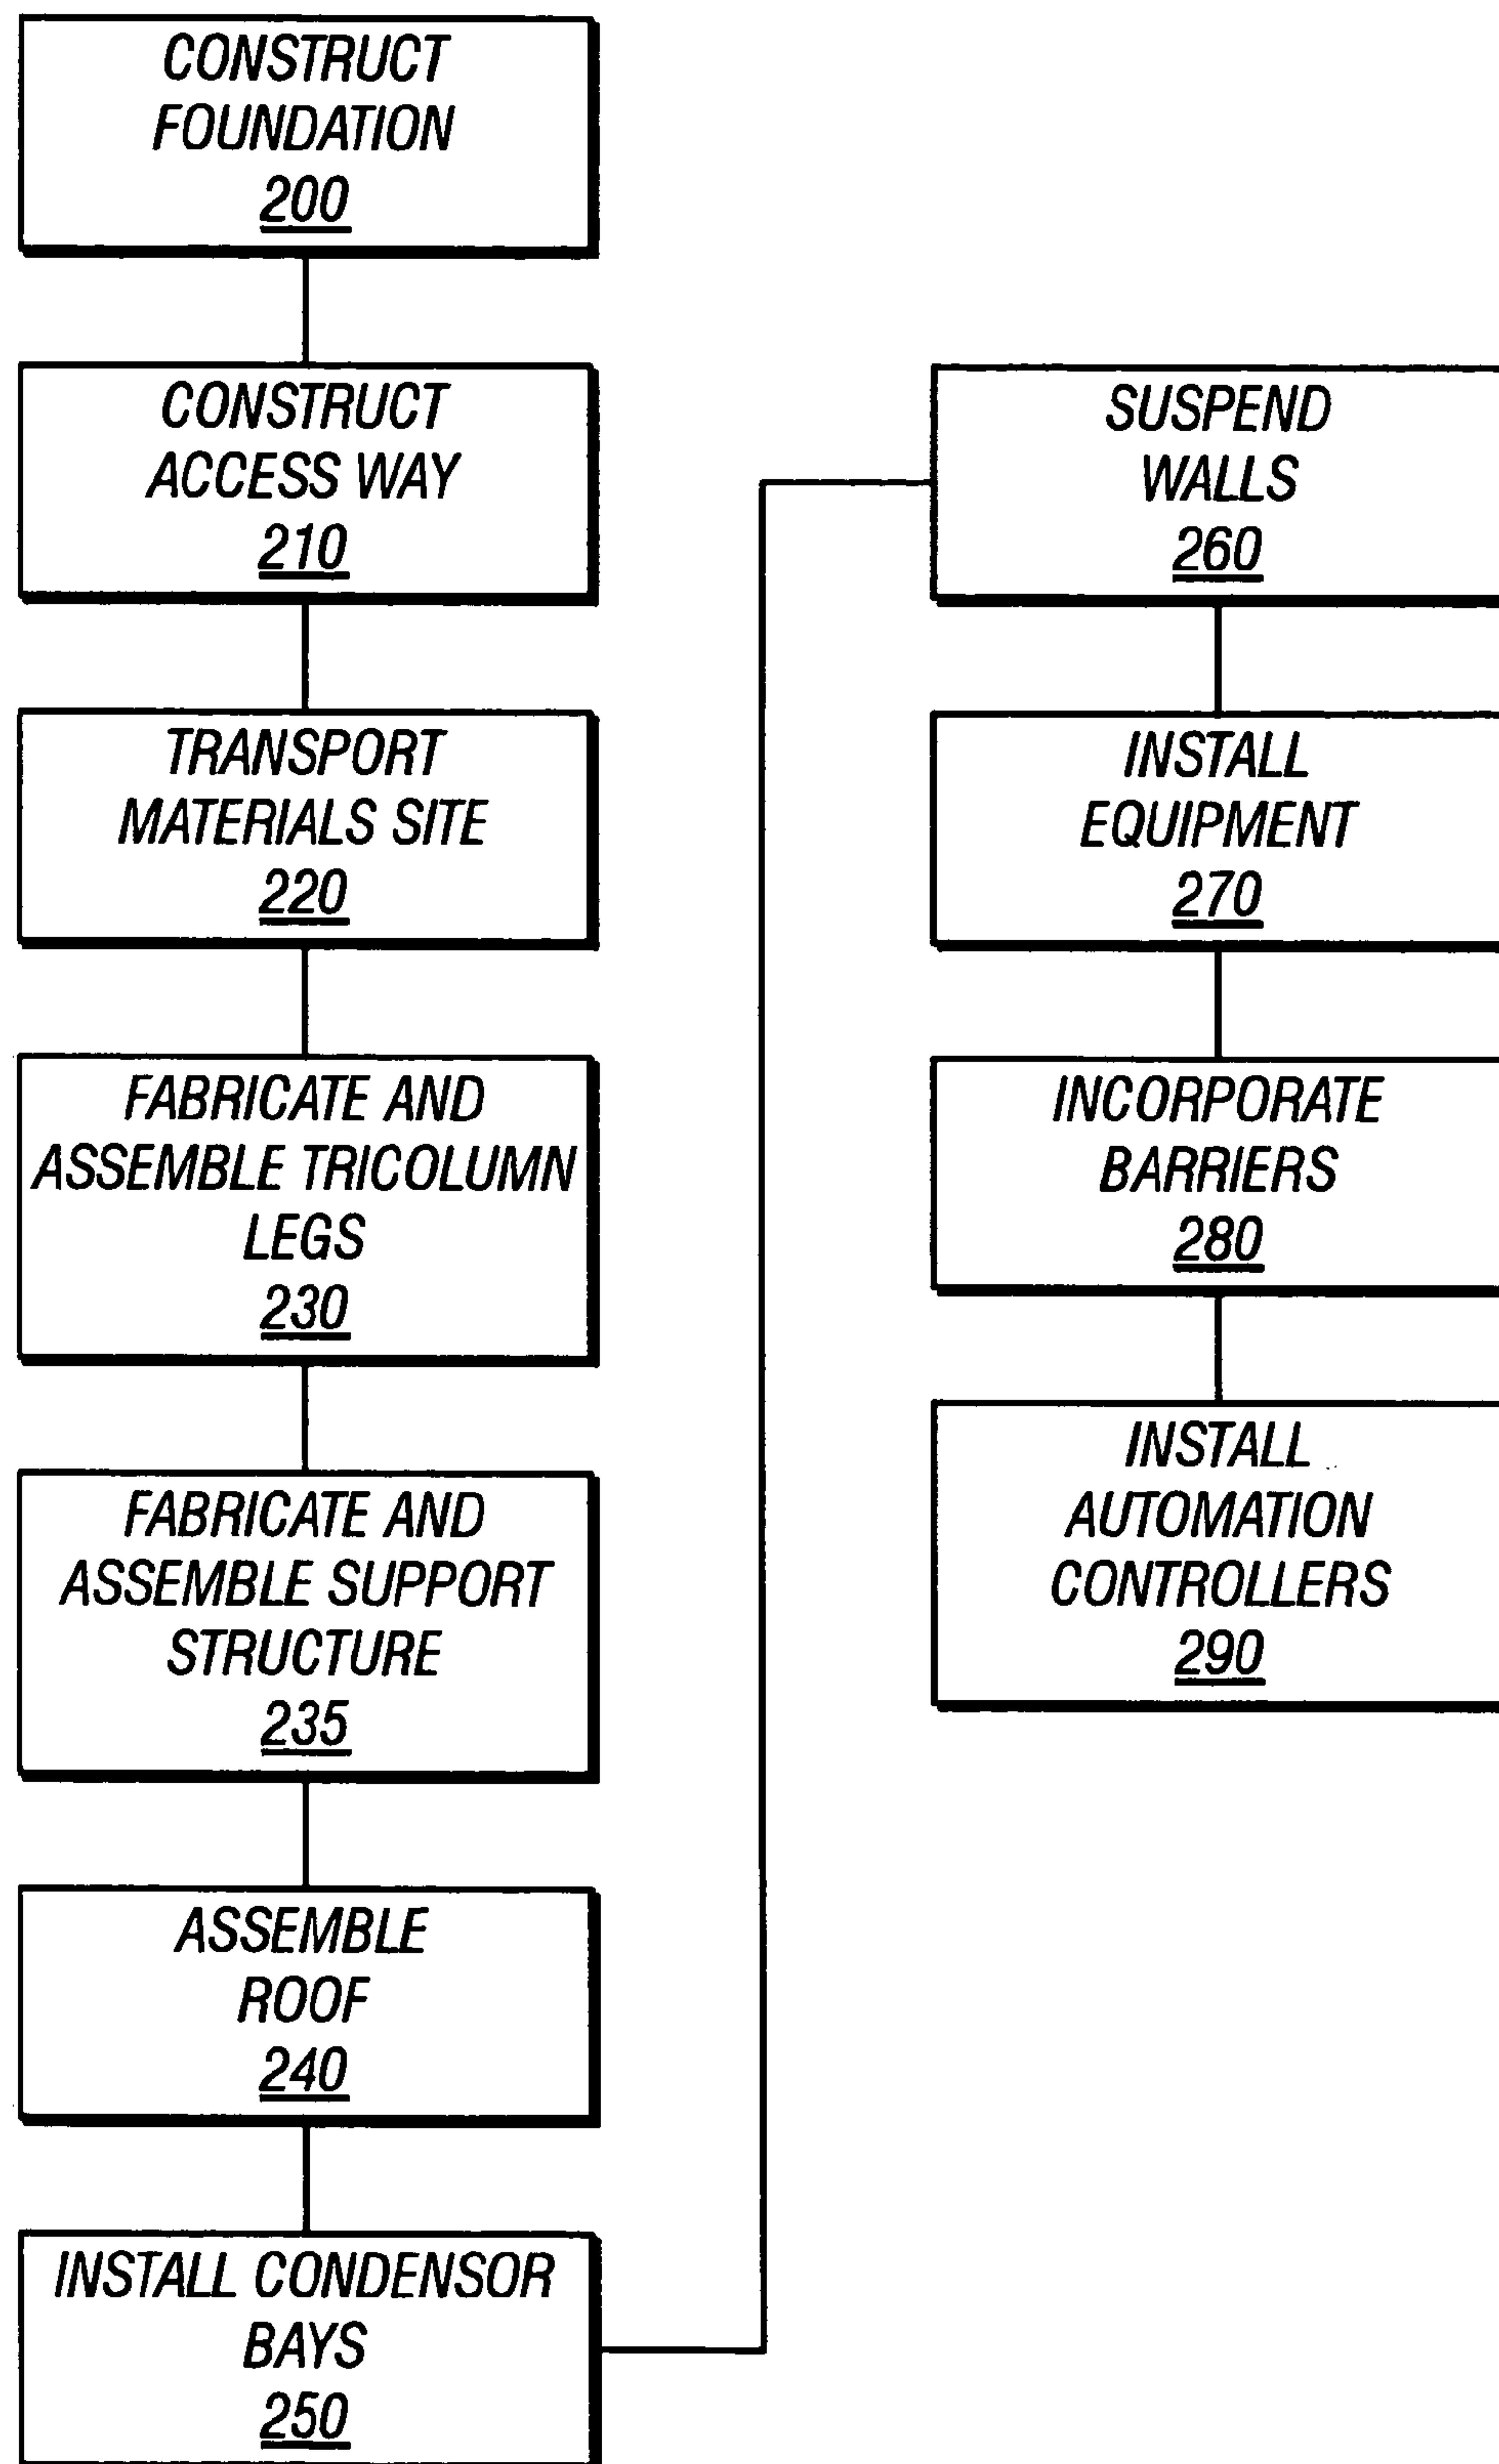 CONSTRUCT
FOUNDATION
200
CONSTRUCT
ACCESS WAY
210
TRANSPORT
MATERIALS SITE
220
FABRICATE AND
ASSEMBLE TRICOLUMN
LEGS
230
FABRICATE AND
ASSEMBLE SUPPORT
STRUCTURE
235
ASSEMBLE
ROOF
240
INSTALL CONDENSOR
BAYS
250
SUSPEND
WALLS
260
INSTALL
EQUIPMENT
270
INCORPORATE
BARRIERS
280
INSTALL
AUTOMATION
CONTROLLERS
290